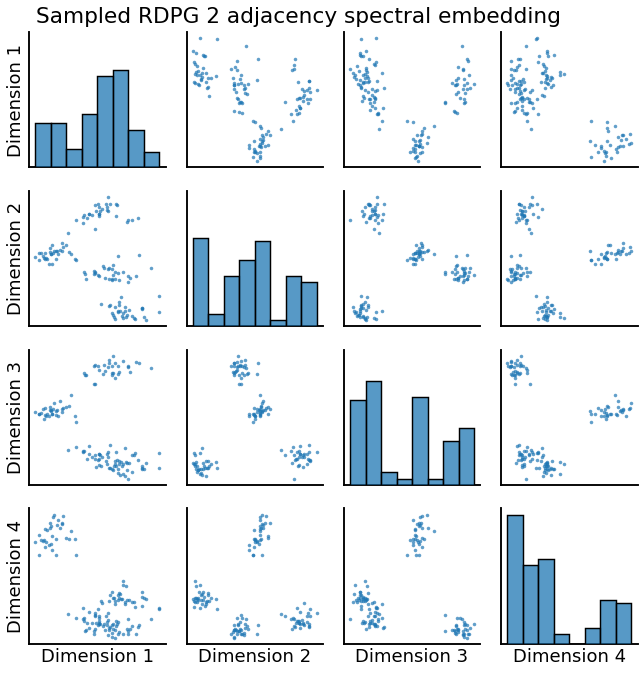 Sampled RDPG 2 adjacency spectral embedding
Dimension 1
Dimension 2
Dimension 3
Dimension 4
Dimension 1 Dimension 2 Dimension 3 Dimension 4